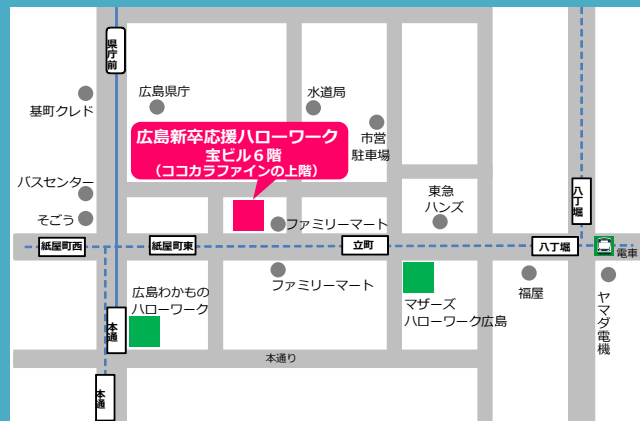 県庁前
広島県庁
水道局
基町クレド
市営
駐車場
広島新卒応援ハローワーク
宝ビル６階
（ココカラファインの上階）
バスセンター
そごう
東急
ハンズ
八丁堀
ファミリーマート
紙屋町西
紙屋町東
立町
八丁堀
電車
ファミリーマート
福屋
広島わかもの
ハローワーク
マザーズ
ハローワーク広島
ヤマダ電機
本通
本通り
本通